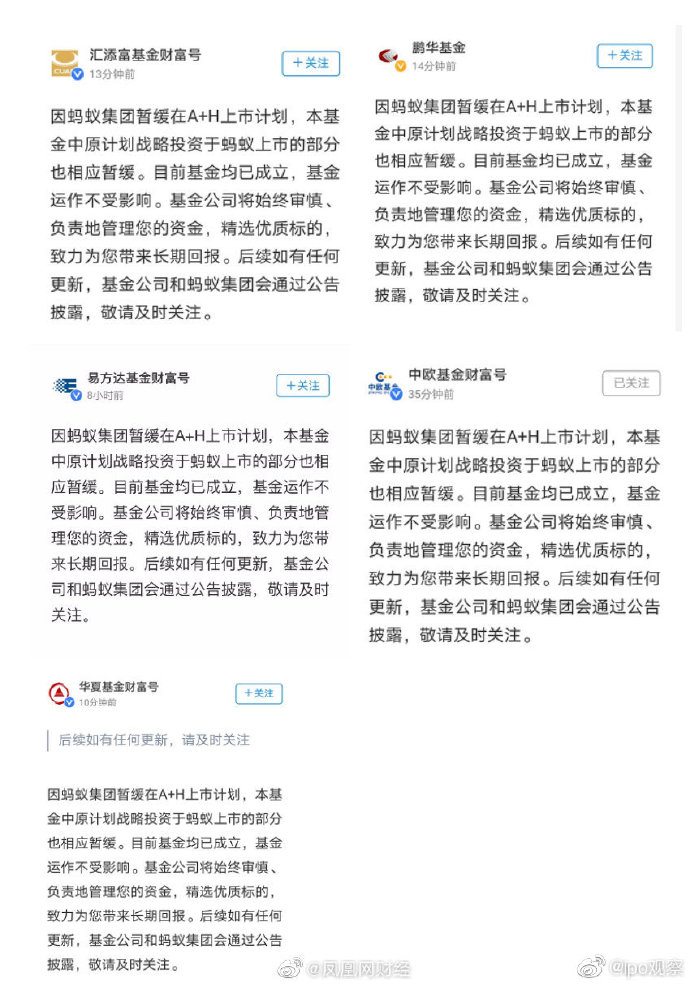 汇添富基金财富号
13分钟前
+关注
CUAM
因蚂蚁集团暂缓在A+H上市计划，本基
金中原计划战略投资于蚂蚁上市的部分
也相应暂缓。目前基金均已成立，基金
运作不受影响。基金公司将始终审慎、
负责地管理您的资金，精选优质标的，
致力为您带来长期回报。后续如有任何
更新，基金公司和蚂蚁集团会通过公告
披露，敬请及时关注。
鹏华基金
14分钟前
+关注
因蚂蚁集团暂缓在A+H上市计划，本基
金中原计划战略投资于蚂蚁上市的部分
也相应暂缓。目前基金均已成立，基金
运作不受影响。基金公司将始终审慎、
负责地管理您的资金，精选优质标的，
致力为您带来长期回报。后续如有任何
更新，基金公司和蚂蚁集团会通过公告
披露，敬请及时关注。
易方达基金财富号
8小时前
+关注
因蚂蚁集团暂缓在A+H上市计划，本基金
中原计划战略投资于蚂蚁上市的部分也相
应暂缓。目前基金均已成立，基金运作不
受影响。基金公司将始终审慎、负责地管
理您的资金，精选优质标的，致力为您带
来长期回报。后续如有任何更新，基金公
司和蚂蚁集团会通过公告披露，敬请及时
关注。
中欧基金财富号
35分钟前
已关注
中欧基金
因蚂蚁集团暂缓在A+H上市计划，本基
金中原计划战略投资于蚂蚁上市的部分
也相应暂缓。目前基金均已成立，基金
运作不受影响。基金公司将始终审慎、
负责地管理您的资金，精选优质标的，
致力为您带来长期回报。后续如有任何
更新，基金公司和蚂蚁集团会通过公告
披露，敬请及时关注。
华夏基金财富号
10分钟前
+关注
后续如有任何更新，请及时关注
因蚂蚁集团暂缓在A+H上市计划，本基
金中原计划战略投资于蚂蚁上市的部分
也相应暂缓。目前基金均已成立，基金
运作不受影响。基金公司将始终审慎、
负责地管理您的资金，精选优质标的，
致力为您带来长期回报。后续如有任何
更新，基金公司和蚂蚁集团会通过公告
披露，敬请及时关注。
@凤凰网财经
@Ipo观察